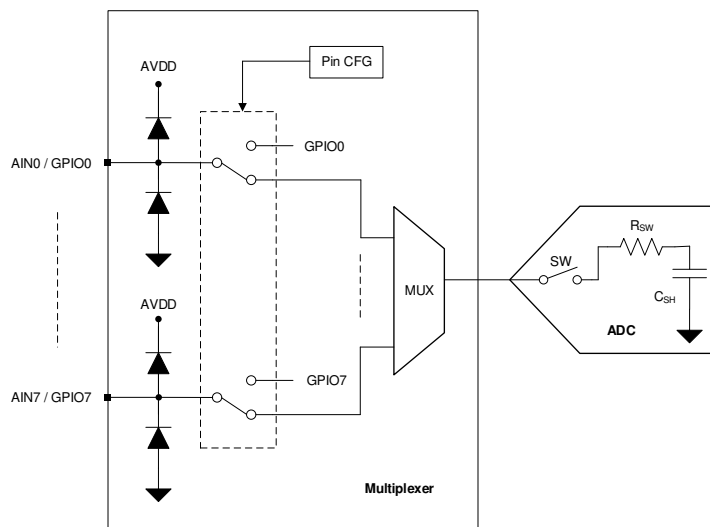 AVDD
Pin CFG
AIN0 / GPIO0
GPIO0
MUX
SW
RSW
CSH
ADC
AVDD
AIN7 / GPIO7
GPIO7
Multiplexer